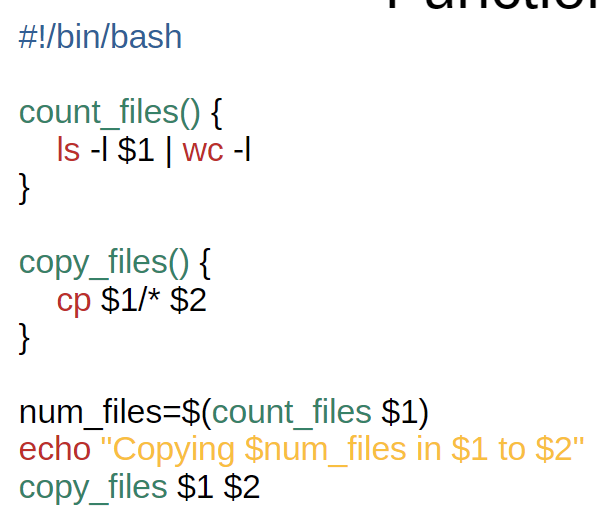 #!/bin/bash
count_files() {
ls -l $1 | wc -l
}
copy_files() {
cp $1/* $2
}
num_files=$(count_files $1)
echo "Copying $num_files in $1 to $2"
copy_files $1 $2